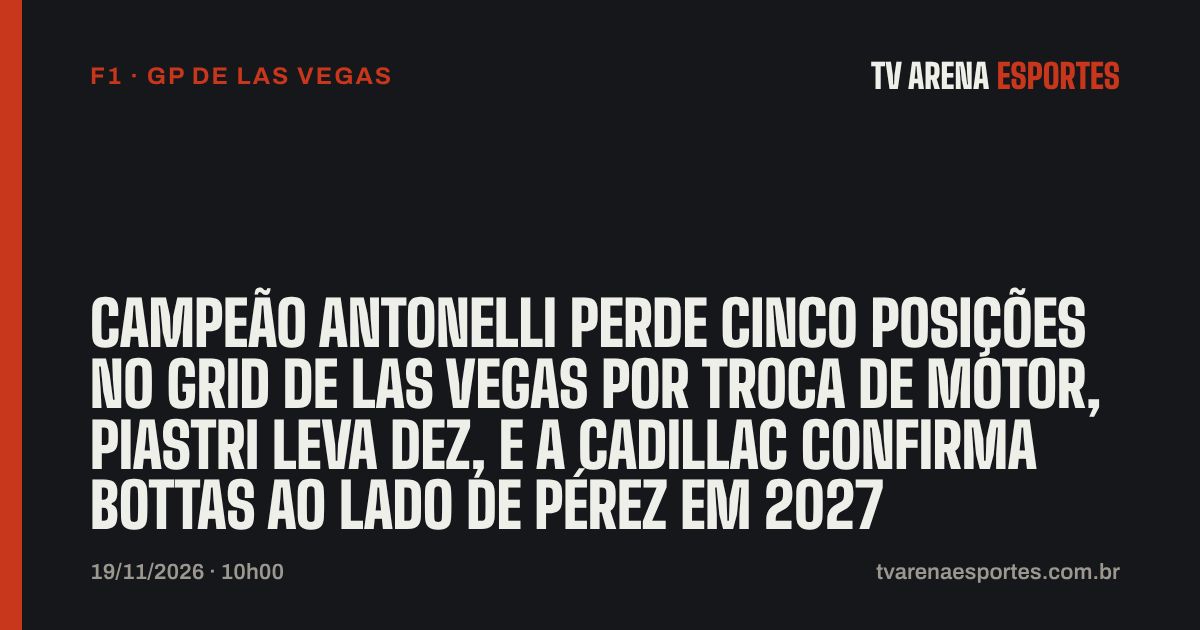 F1 · GP DE LAS VEGAS
TV ARENA ESPORTES
CAMPEÃO ANTONELLI PERDE CINCO POSIÇÕES
NO GRID DE LAS VEGAS POR TROCA DE MOTOR,
PIASTRI LEVA DEZ, E A CADILLAC CONFIRMA
BOTTAS AO LADO DE PÉREZ EM 2027
19/11/2026 · 10h00
tvarenaesportes.com.br